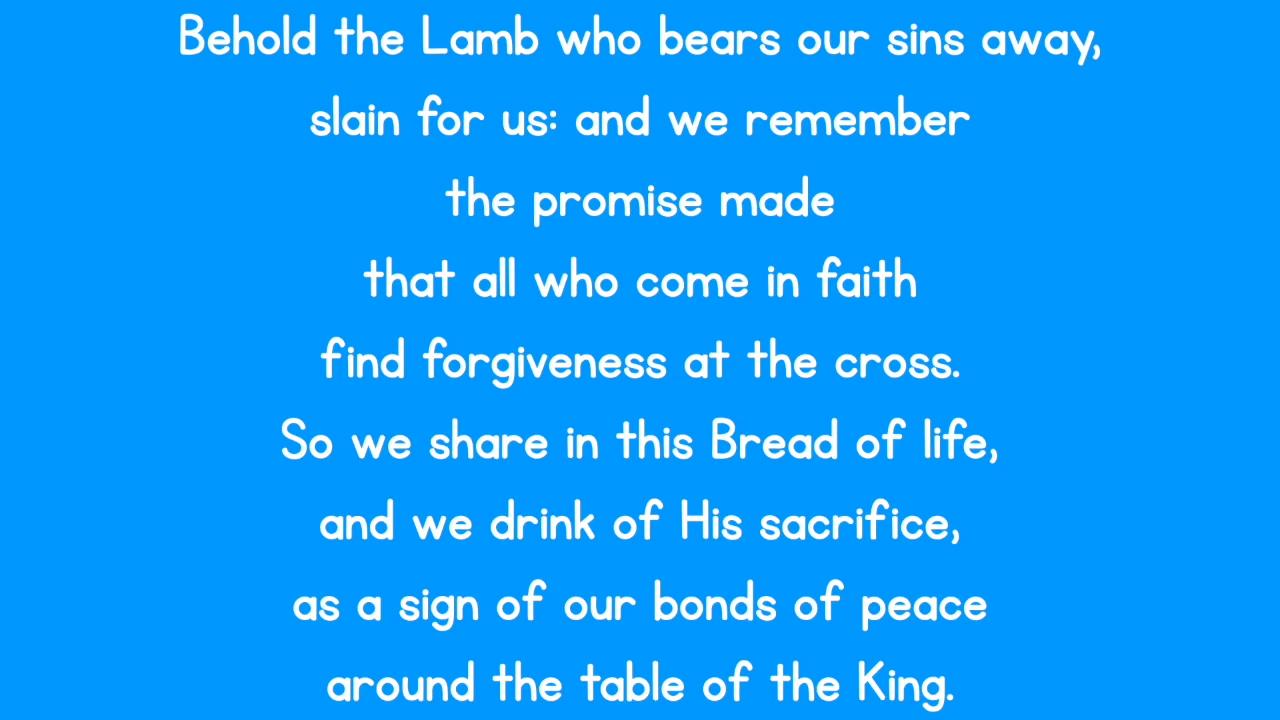 Behold the Lamb who bears our sins away,
slain for us: and we remember
the promise made
that all who come in faith
find forgiveness at the cross.
So we share in this Bread of life,
and we drink of His sacrifice,
as a sign of our bonds of peace
around the table of the King.